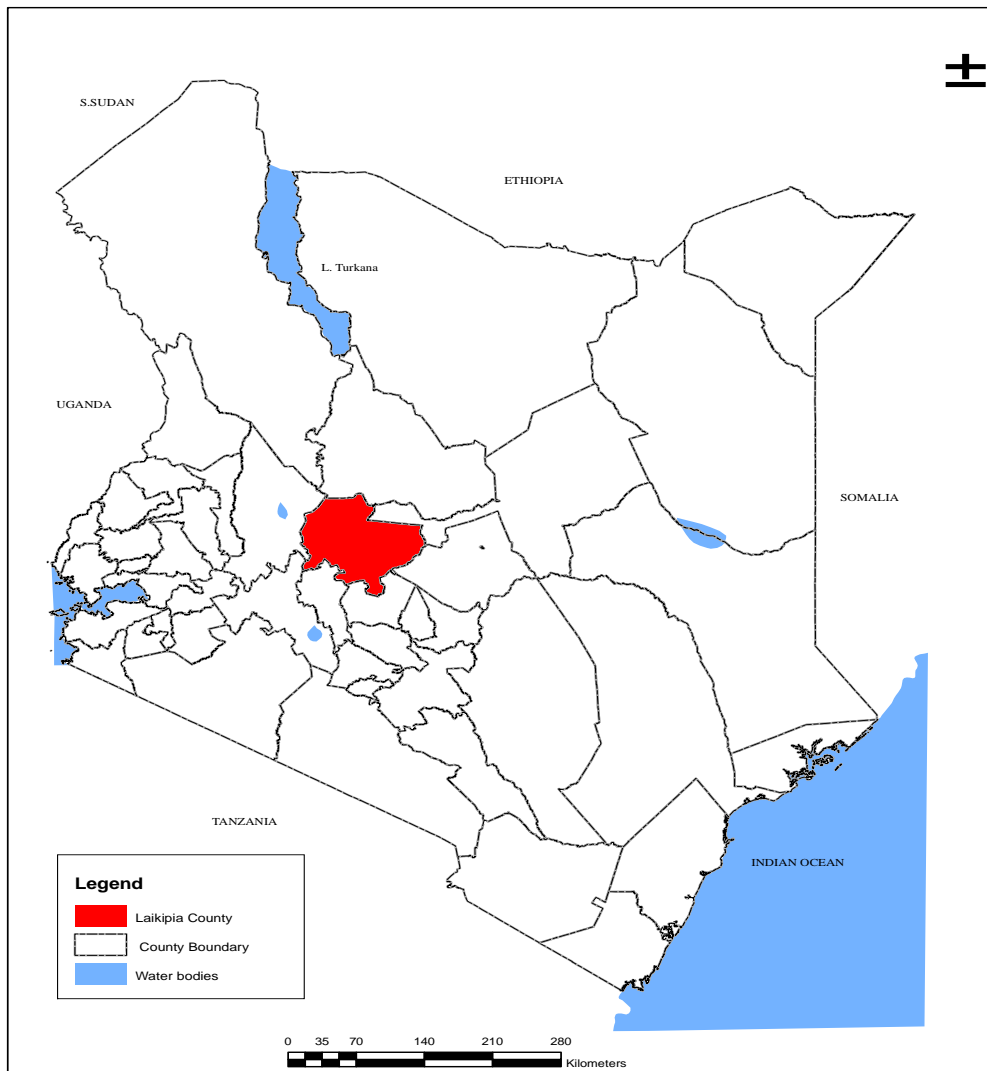 ±
S.SUDAN
ETHIOPIA
L. Turkana
UGANDA
SOMALIA
TANZANIA
INDIAN OCEAN
Legend
Laikipia County
County Boundary
Water bodies
0 35 70 140 210 280
Kilometers